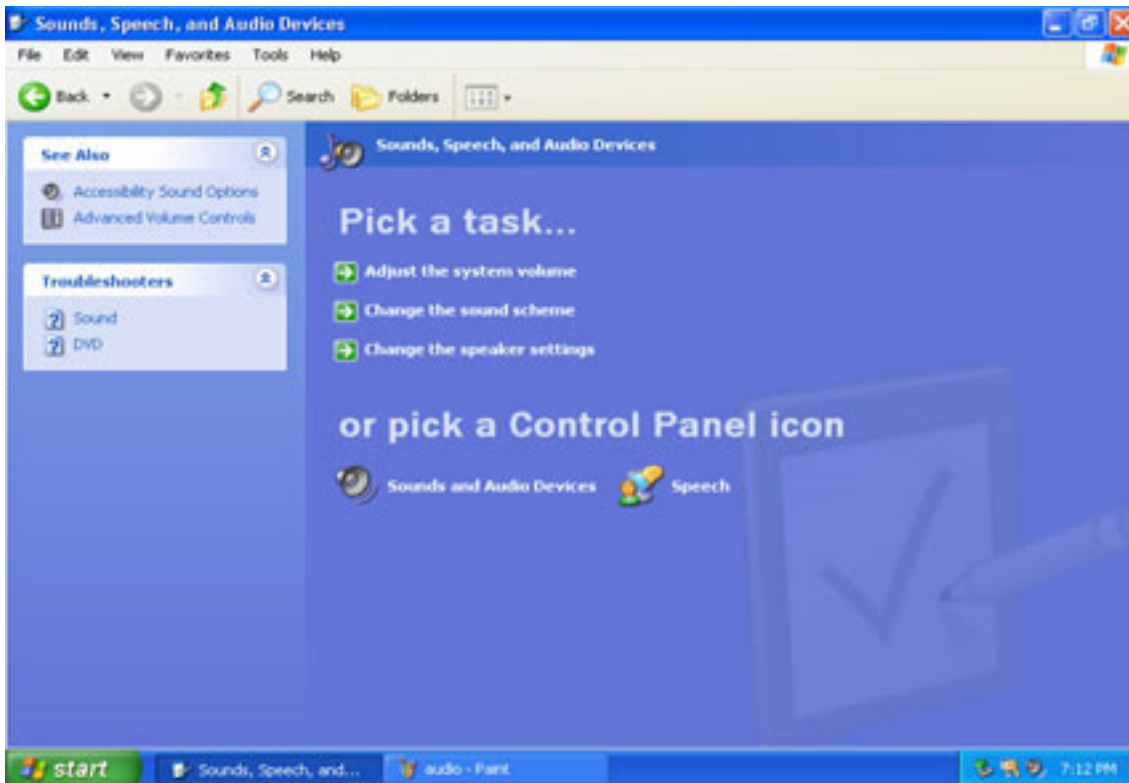 Sounds, Speech, and Audio Devices
File Edit View Favorites Tools Help
Back Search Folders
See Also
Accessibility Sound Options
Advanced Volume Controls
Troubleshooters
Sound
DVD
Sounds, Speech, and Audio Devices
Pick a task...
Adjust the system volume
Change the sound scheme
Change the speaker settings
or pick a Control Panel icon
Sounds and Audio Devices Speech
start Sounds, Speech, and... audio - Paint 7:12 PM